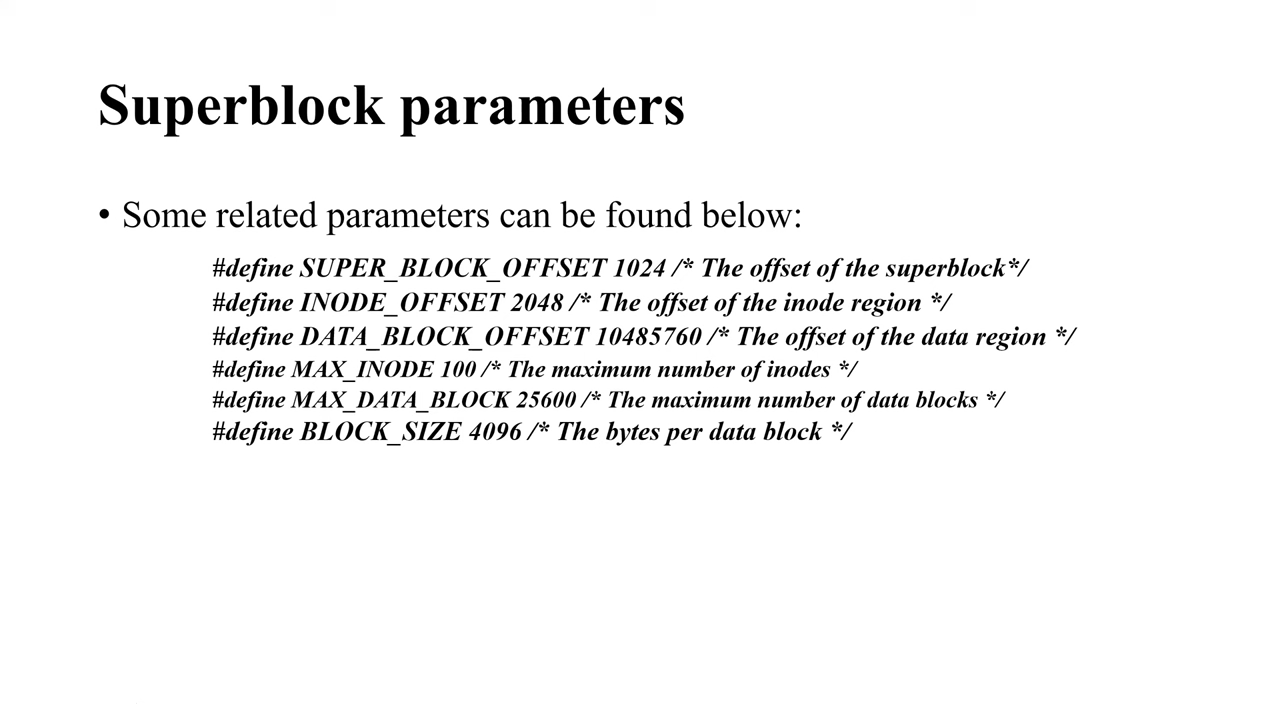 Superblock parameters
• Some related parameters can be found below:
#define SUPER_BLOCK_OFFSET 1024 /* The offset of the superblock*/
#define INODE_OFFSET 2048 /* The offset of the inode region */
#define DATA_BLOCK_OFFSET 10485760 /* The offset of the data region */
#define MAX_INODE 100 /* The maximum number of inodes */
#define MAX_DATA_BLOCK 25600 /* The maximum number of data blocks */
#define BLOCK_SIZE 4096 /* The bytes per data block */